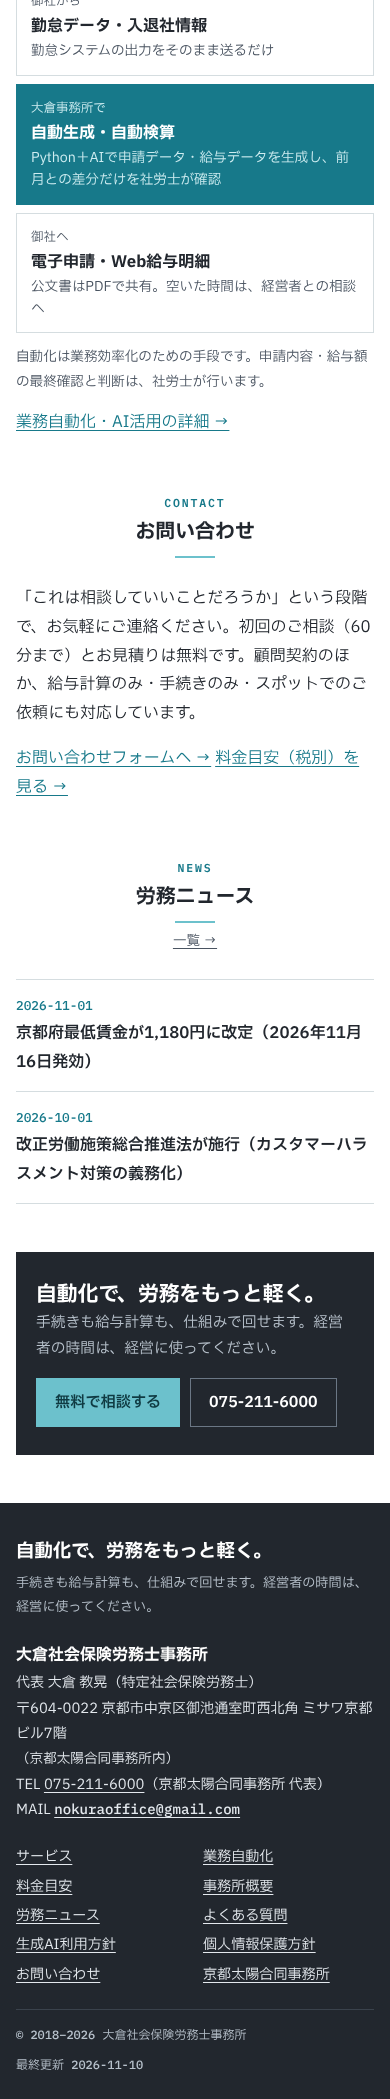 御社から
勤怠データ・入退社情報
勤怠システムの出力をそのまま送るだけ
大倉事務所で
自動生成・自動検算
Python＋AIで申請データ・給与データを生成し、前
月との差分だけを社労士が確認
御社へ
電子申請・Web給与明細
公文書はPDFで共有。空いた時間は、経営者との相談
へ
自動化は業務効率化のための手段です。申請内容・給与額
の最終確認と判断は、社労士が行います。
業務自動化・AI活用の詳細 →
CONTACT
お問い合わせ
「これは相談していいことだろうか」という段階
で、お気軽にご連絡ください。初回のご相談（60
分まで）とお見積りは無料です。顧問契約のほ
か、給与計算のみ・手続きのみ・スポットでのご
依頼にも対応しています。
お問い合わせフォームへ → 料金目安（税別）を
見る →
NEWS
労務ニュース
一覧 →
2026-11-01
京都府最低賃金が1,180円に改定（2026年11月
16日発効）
2026-10-01
改正労働施策総合推進法が施行（カスタマーハラ
スメント対策の義務化）
自動化で、労務をもっと軽く。
手続きも給与計算も、仕組みで回せます。経営
者の時間は、経営に使ってください。
無料で相談する 075-211-6000
自動化で、労務をもっと軽く。
手続きも給与計算も、仕組みで回せます。経営者の時間は、
経営に使ってください。
大倉社会保険労務士事務所
代表 大倉 教晃（特定社会保険労務士）
〒604-0022 京都市中京区御池通室町西北角 ミサワ京都
ビル7階
（京都太陽合同事務所内）
TEL 075-211-6000（京都太陽合同事務所 代表）
MAIL nokuraoffice@gmail.com
サービス 業務自動化
料金目安 事務所概要
労務ニュース よくある質問
生成AI利用方針 個人情報保護方針
お問い合わせ 京都太陽合同事務所
© 2018–2026 大倉社会保険労務士事務所
最終更新 2026-11-10